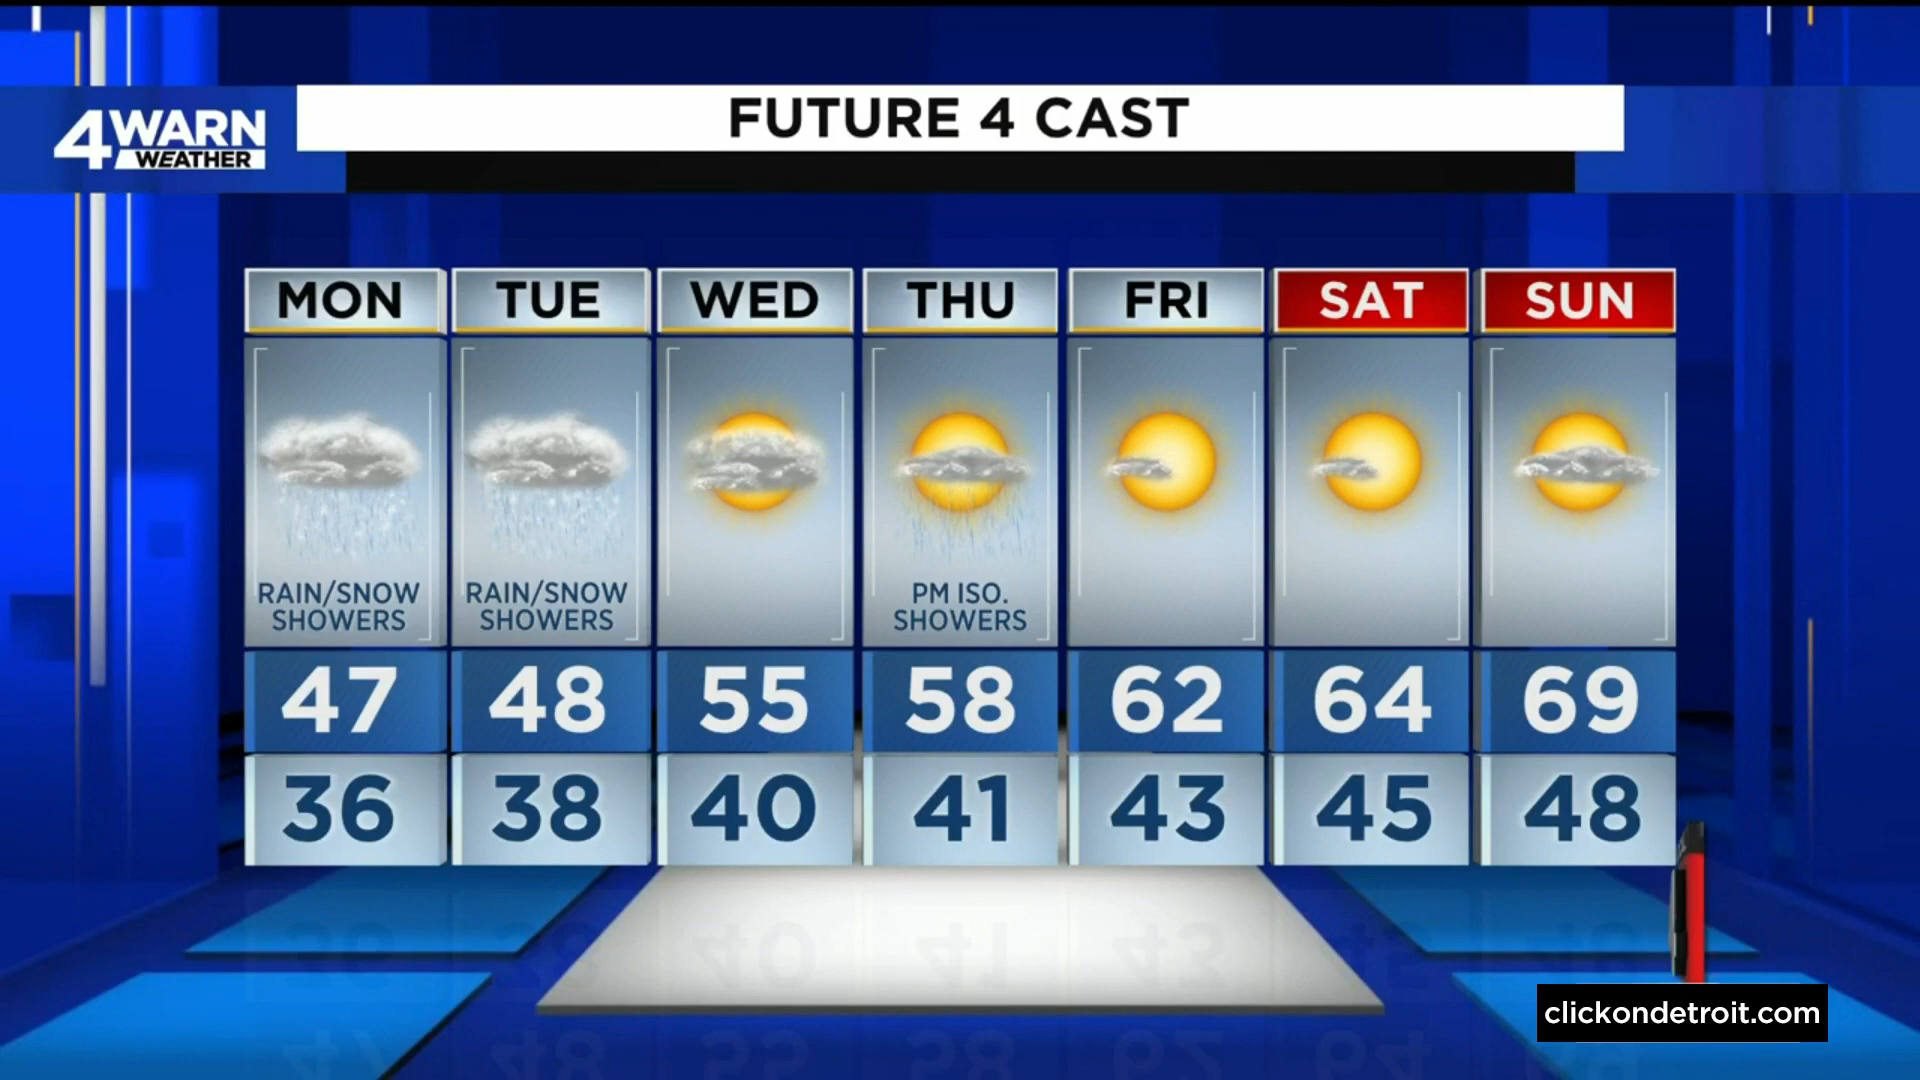 FUTURE 4 CAST
4WARN
WEATHER
MON TUE WED THU FRI SAT SUN
RAIN/SNOW RAIN/SNOW PM ISO.
SHOWERS SHOWERS SHOWERS
47 48 55 58 62 64 69
36 38 40 41 43 45 48
clickondetroit.com